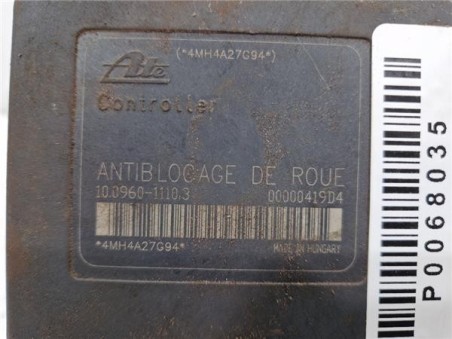 (*4MH4A27G94*)
Ate
Controller
ANTIBLOCAGE DE ROUE
10.0960-1110.3 00000419D4
*4MH4A27G94* MADE IN HUNGARY
P0068035